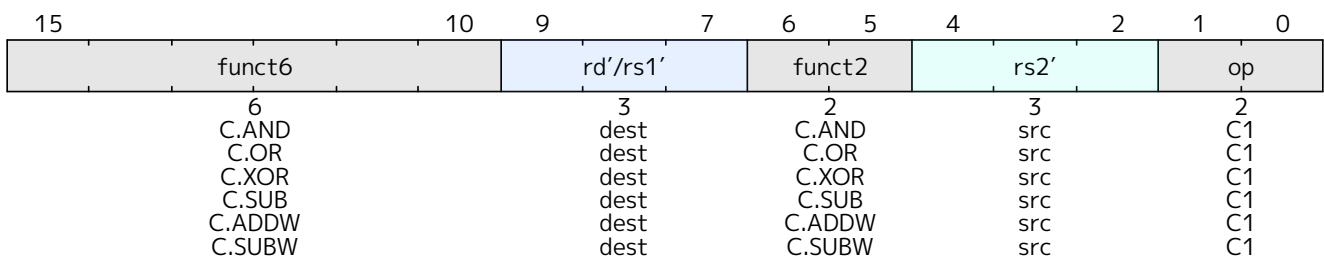 15 10 9 7 6 5 4 2 1 0
funct6 rd′/rs1′ funct2 rs2′ op
6 3 2 3 2
C.AND dest C.AND src C1
C.OR dest C.OR src C1
C.XOR dest C.XOR src C1
C.SUB dest C.SUB src C1
C.ADDW dest C.ADDW src C1
C.SUBW dest C.SUBW src C1